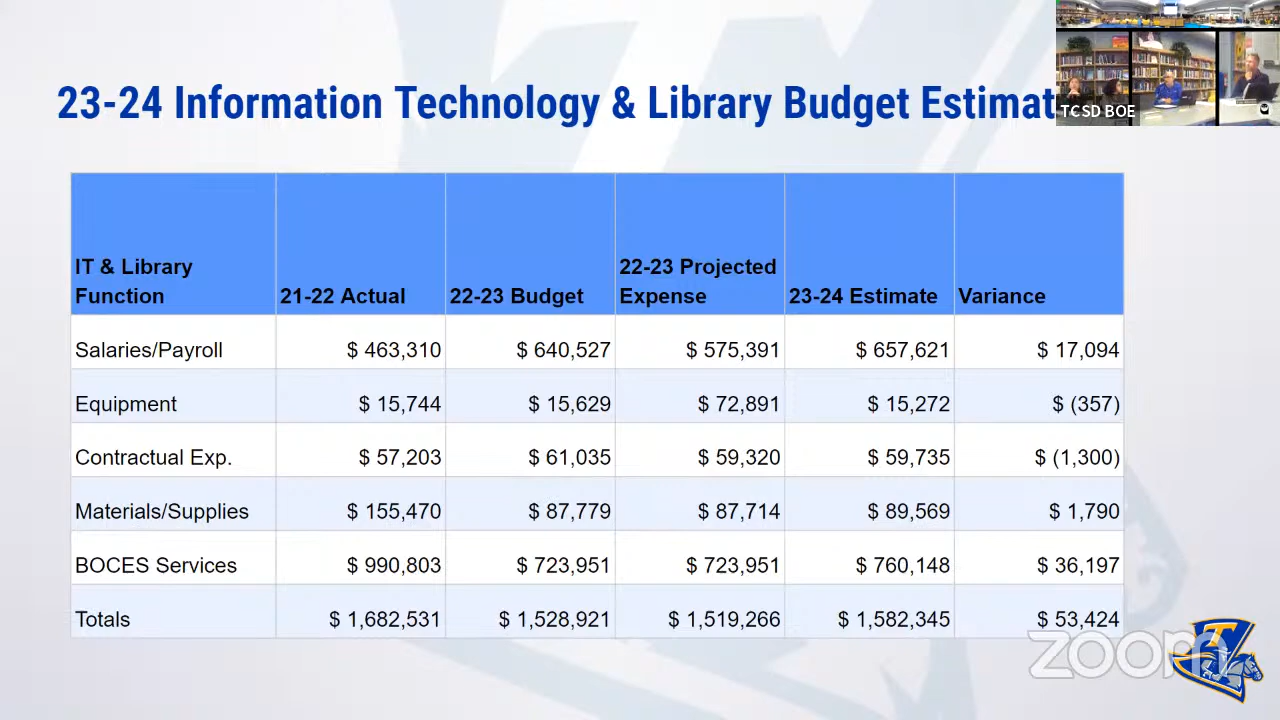 23-24 Information Technology & Library Budget Estimat
TCSD BOE
IT & Library Function 21-22 Actual 22-23 Budget 22-23 Projected Expense 23-24 Estimate Variance
Salaries/Payroll $ 463,310 $ 640,527 $ 575,391 $ 657,621 $ 17,094
Equipment $ 15,744 $ 15,629 $ 72,891 $ 15,272 $ (357)
Contractual Exp. $ 57,203 $ 61,035 $ 59,320 $ 59,735 $ (1,300)
Materials/Supplies $ 155,470 $ 87,779 $ 87,714 $ 89,569 $ 1,790
BOCES Services $ 990,803 $ 723,951 $ 723,951 $ 760,148 $ 36,197
Totals $ 1,682,531 $ 1,528,921 $ 1,519,266 $ 1,582,345 $ 53,424
zoom